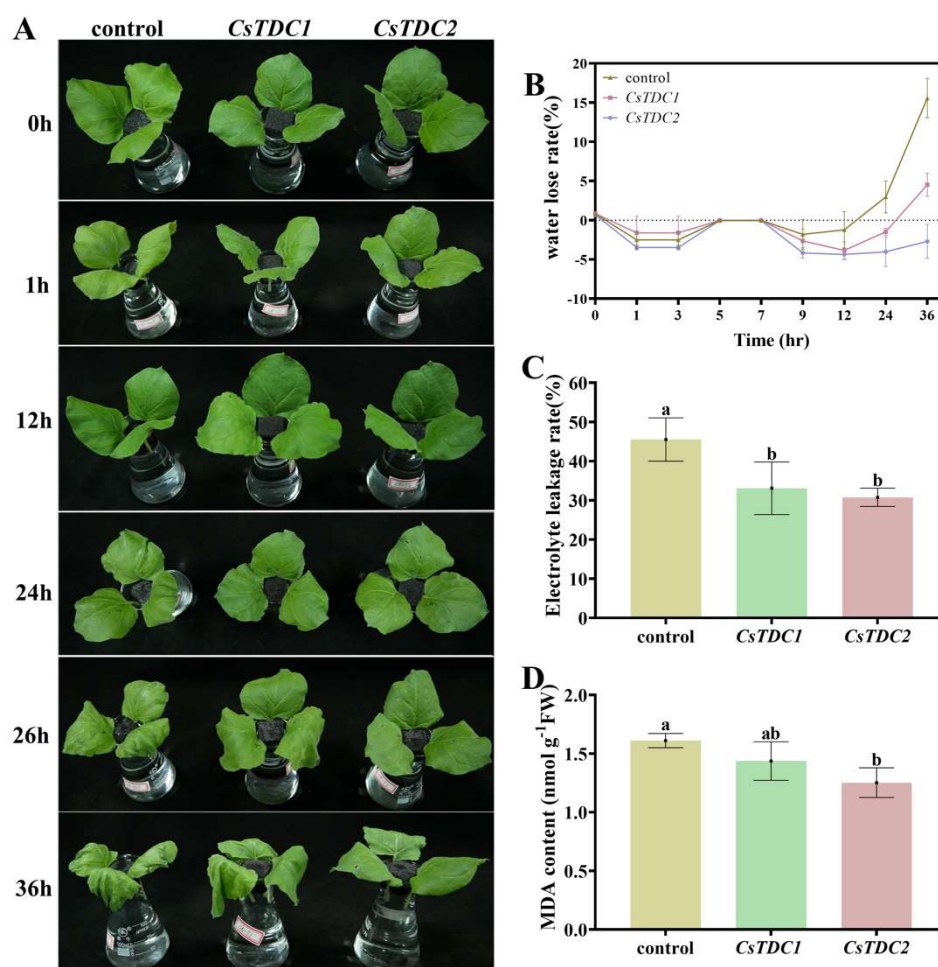 A
control CsTDC1 CsTDC2
0h
1h
12h
24h
26h
36h
B
water lose rate(%)
20
15
10
5
0
-5
-10
control
CsTDC1
CsTDC2
0 1 3 5 7 9 12 24 36
Time (hr)
C
Electrolyte leakage rate(%)
60
50
40
30
20
10
0
a
b
b
control CsTDC1 CsTDC2
D
MDA content (nmol g⁻¹FW)
2.0
1.5
1.0
0.5
0.0
a
ab
b
control CsTDC1 CsTDC2